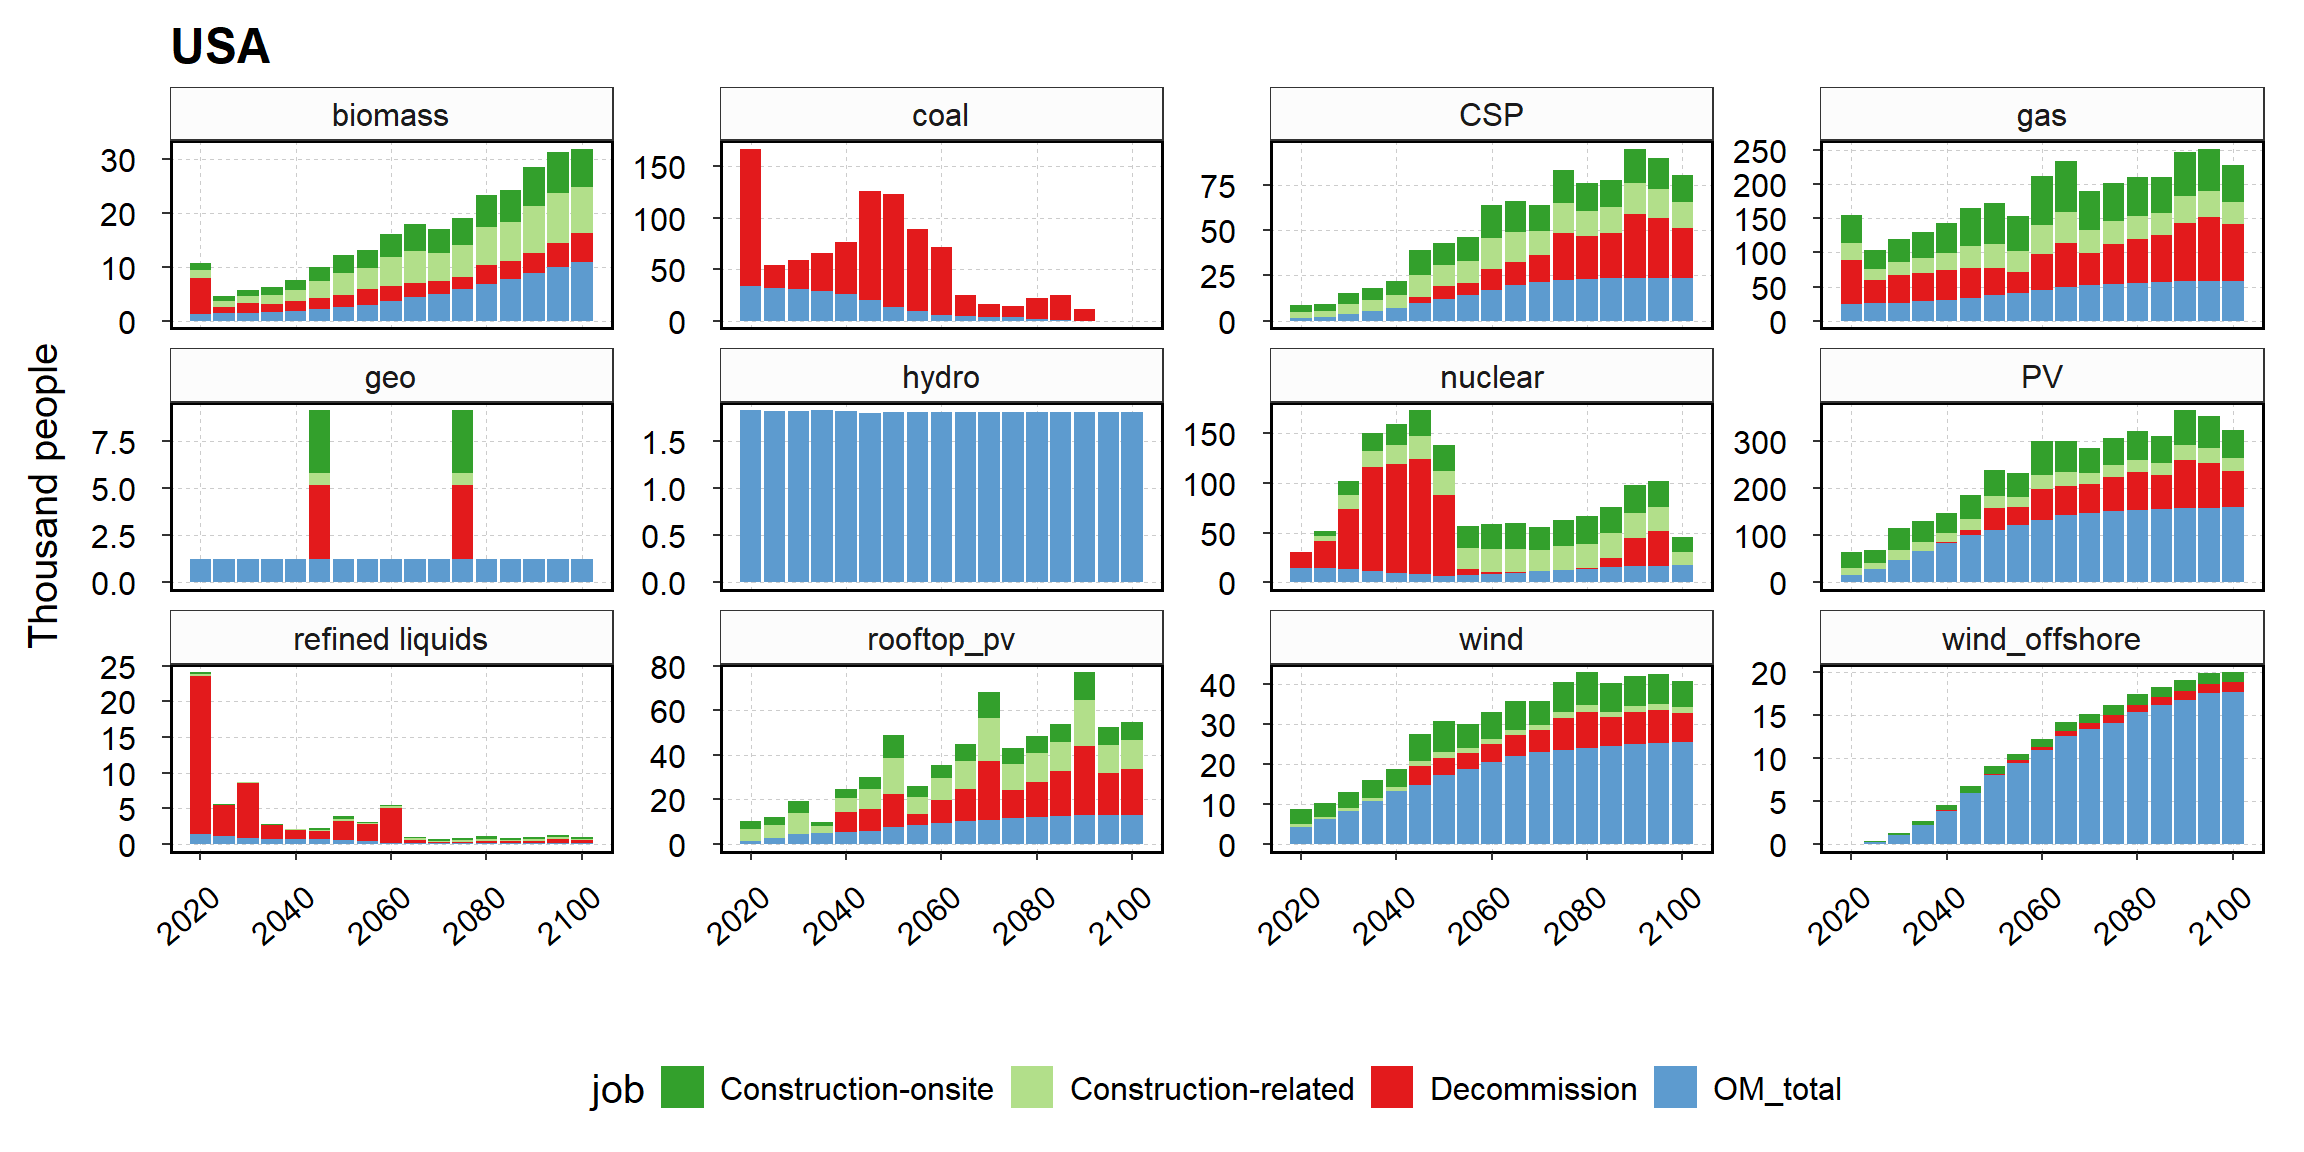 USA
biomass
coal
CSP
gas
30
20
10
0
150
100
50
0
75
50
25
0
250
200
150
100
50
0
geo
hydro
nuclear
PV
7.5
5.0
2.5
0.0
1.5
1.0
0.5
0.0
150
100
50
0
300
200
100
0
Thousand people
refined liquids
rooftop_pv
wind
wind_offshore
25
20
15
10
5
0
80
60
40
20
0
40
30
20
10
0
20
15
10
5
0
2020 2040 2060 2080 2100
2020 2040 2060 2080 2100
2020 2040 2060 2080 2100
2020 2040 2060 2080 2100
job Construction-onsite Construction-related Decommission OM_total